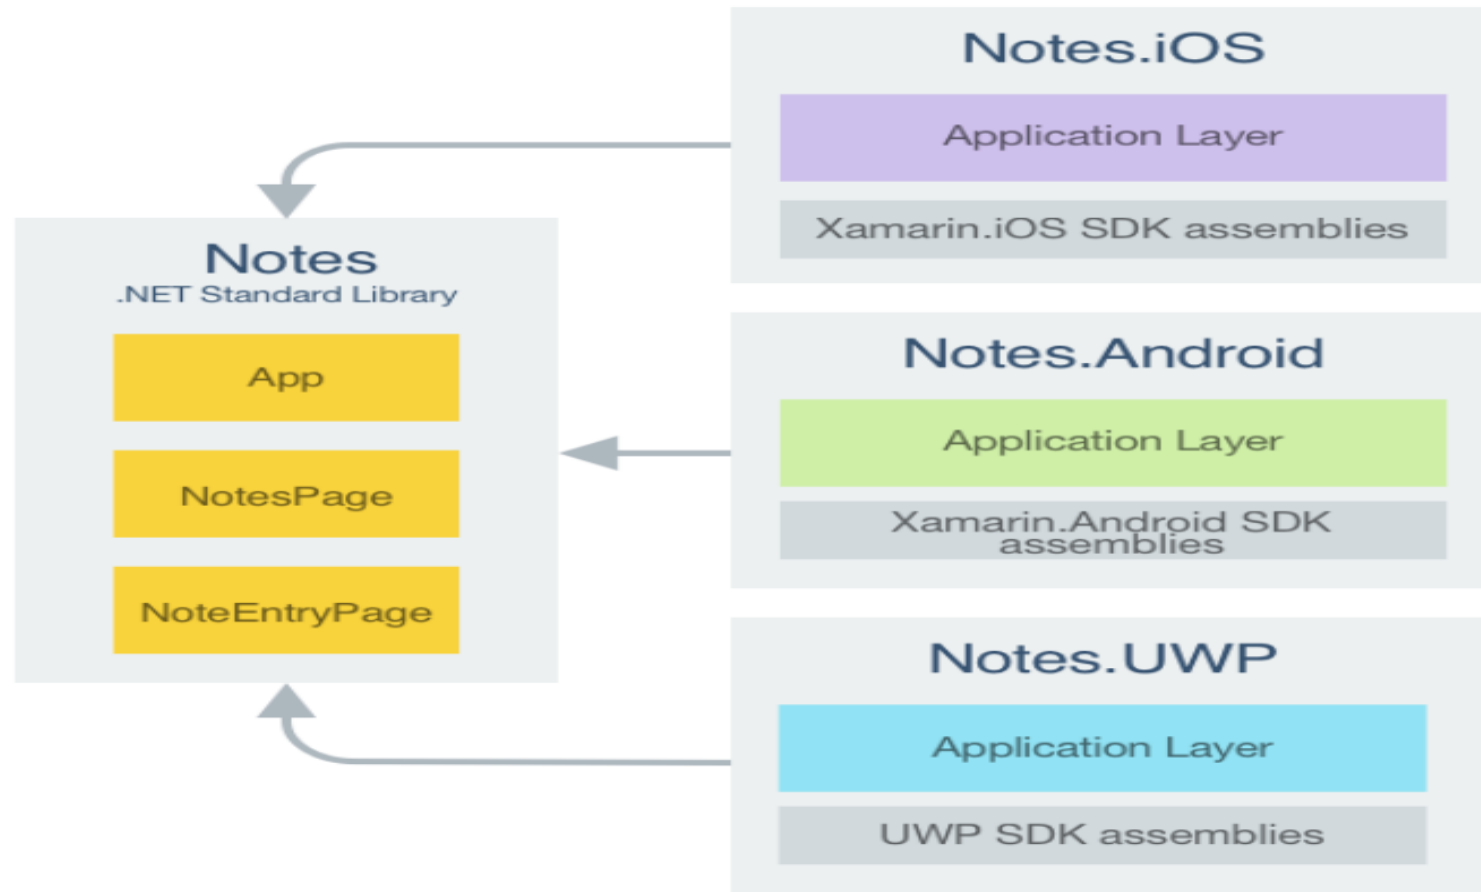 Notes
.NET Standard Library
App
NotesPage
NoteEntryPage
Notes.iOS
Application Layer
Xamarin.iOS SDK assemblies
Notes.Android
Application Layer
Xamarin.Android SDK
assemblies
Notes.UWP
Application Layer
UWP SDK assemblies